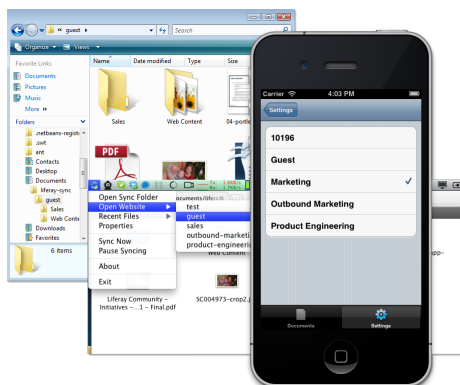 « guest ▸
Search
Organize ▾ Views ▾
Favorite Links
Documents
Pictures
Music
More »
Folders
.netbeans-registr
.swt
ant
Contacts
Desktop
Documents
liferay-sync
guest
Sales
Web Conte
Downloads
Favorites
6 items
Name Date modified Type Size
Sales
Web Content
04-portle
PDF
Open Sync Folder
Open Website
Recent Files
Properties
Sync Now
Pause Syncing
About
Exit
test
guest
sales
outbound-marketi
product-engineerin
Web Content
app-
Liferay Community -
Initiatives -...1 - Final.pdf
SC004973-crop2.j
Carrier 4:03 PM
Settings
10196
Guest
Marketing ✓
Outbound Marketing
Product Engineering
Documents
Settings